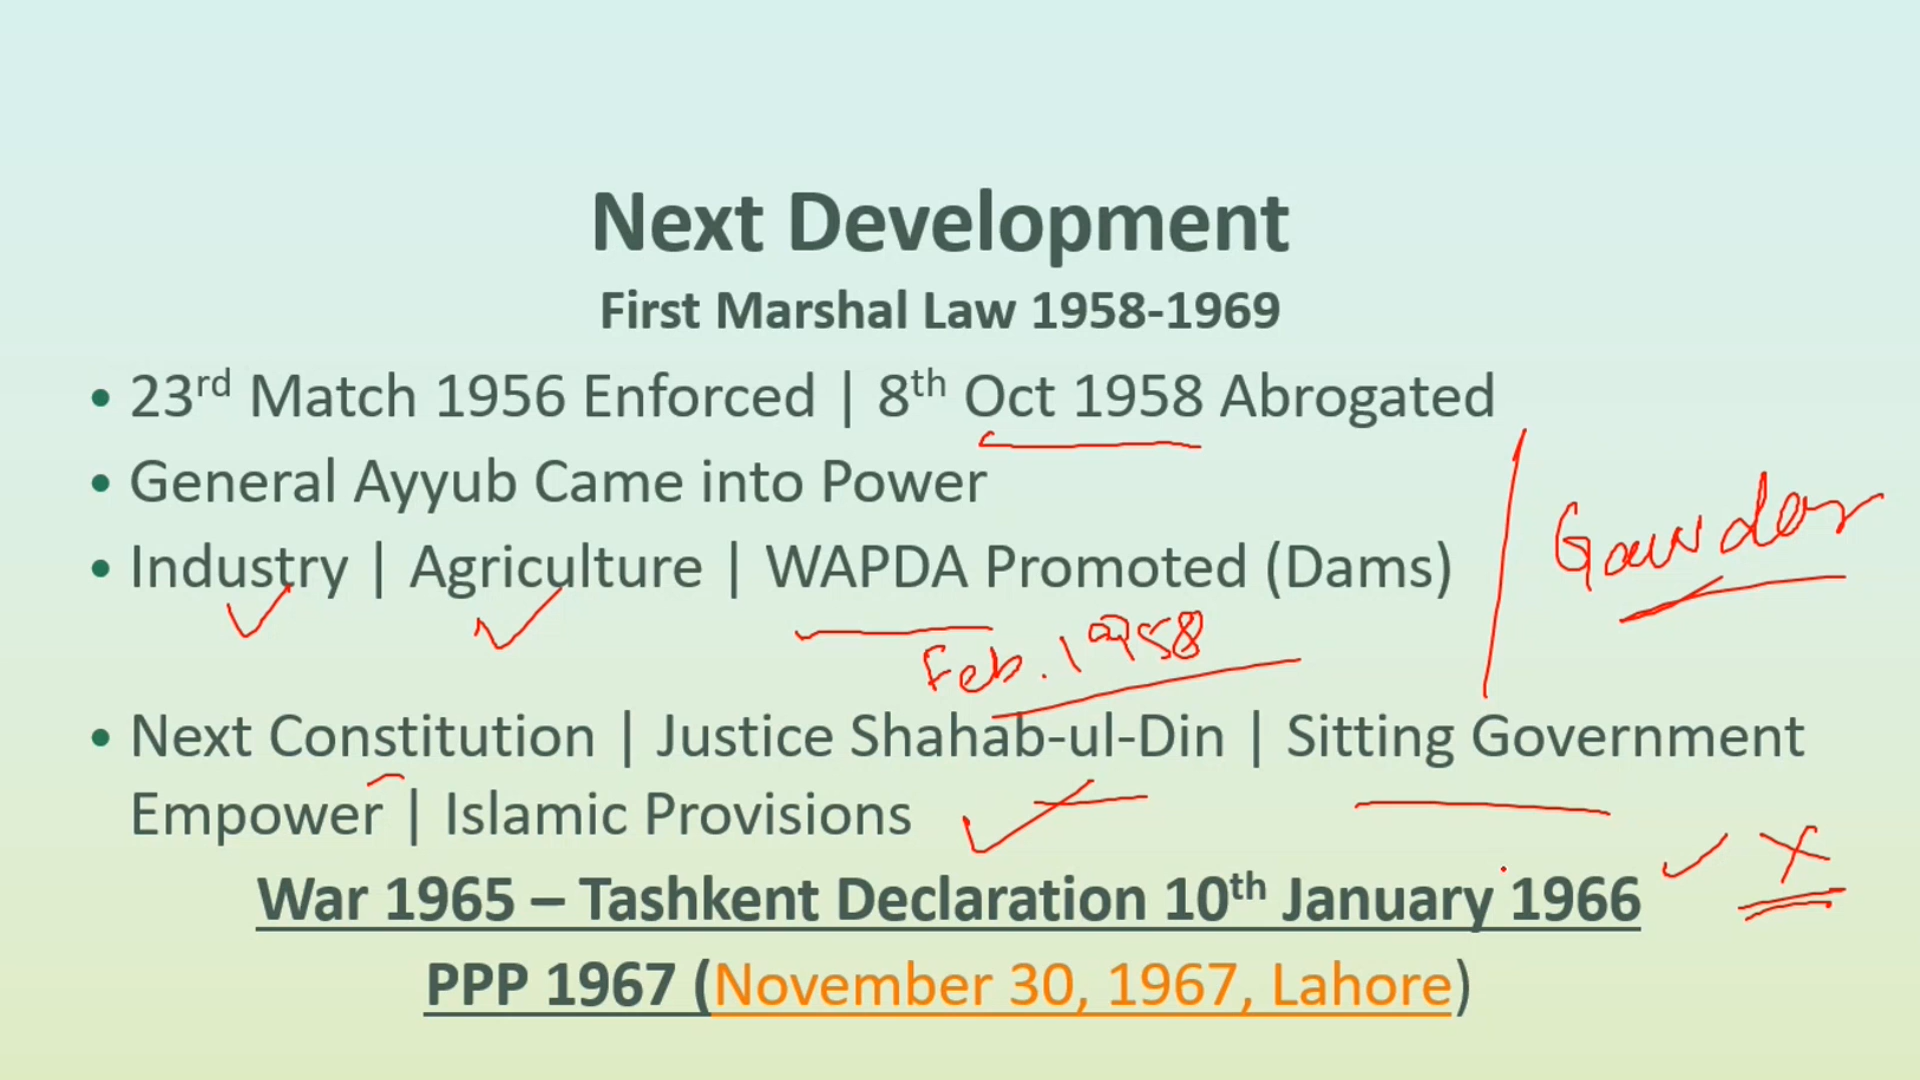 Next Development
First Marshal Law 1958-1969
• 23rd Match 1956 Enforced | 8th Oct 1958 Abrogated
• General Ayyub Came into Power
• Industry | Agriculture | WAPDA Promoted (Dams)
Gawdar
Feb. 1958
• Next Constitution | Justice Shahab-ul-Din | Sitting Government
Empower | Islamic Provisions
War 1965 – Tashkent Declaration 10th January 1966
PPP 1967 (November 30, 1967, Lahore)